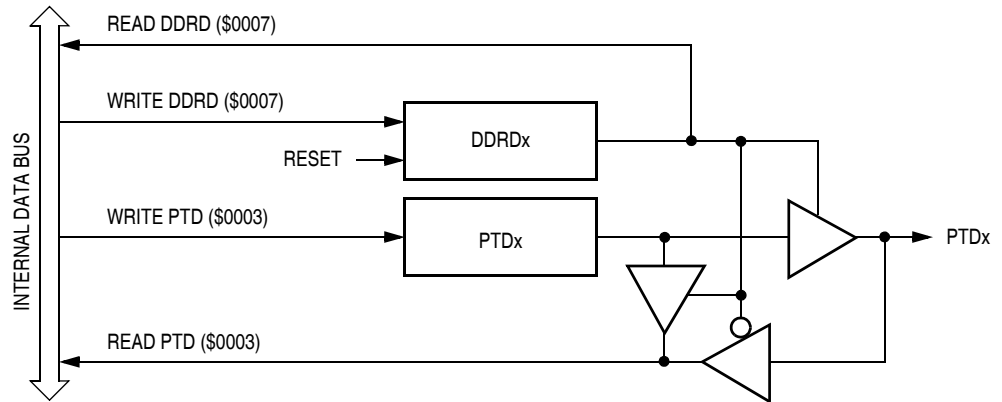 READ DDRD ($0007)
WRITE DDRD ($0007)
DDRDx
RESET
INTERNAL DATA BUS
WRITE PTD ($0003)
PTDx
PTDx
READ PTD ($0003)